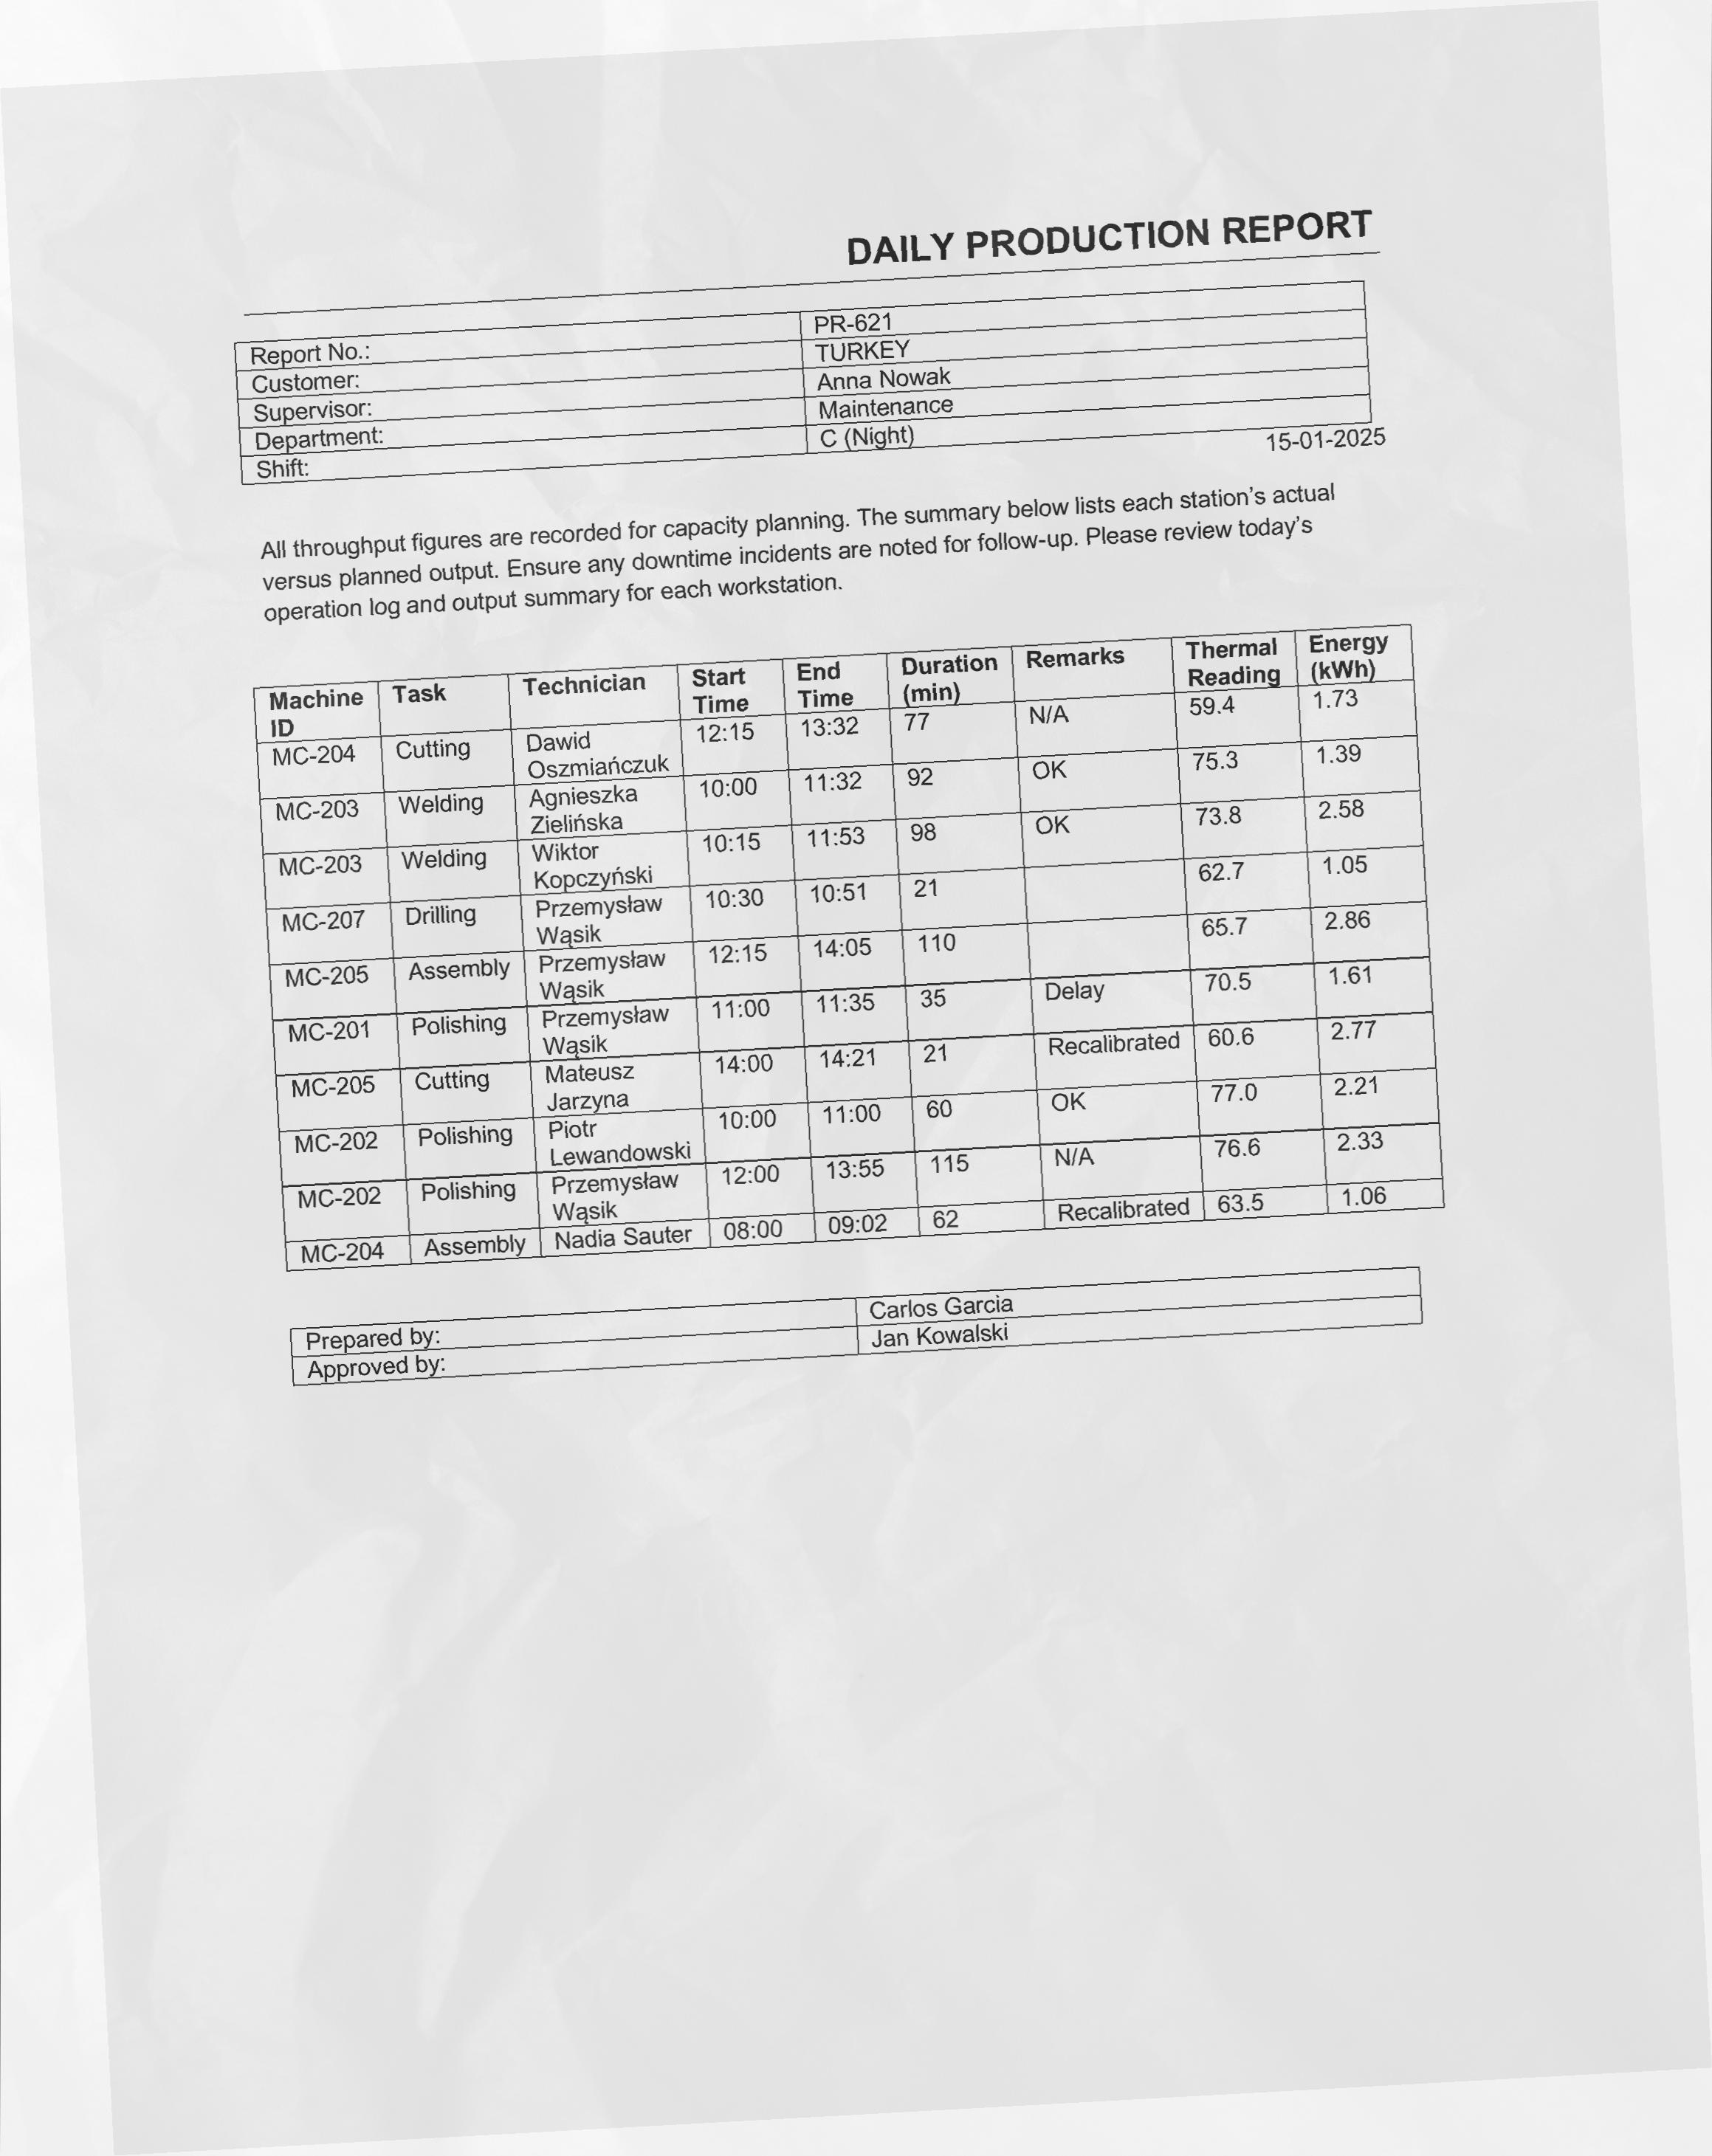 DAILY PRODUCTION REPORT
Report No.: PR-621
Customer: TURKEY
Supervisor: Anna Nowak
Department: Maintenance
Shift: C (Night)
15-01-2025
All throughput figures are recorded for capacity planning. The summary below lists each station’s actual
versus planned output. Ensure any downtime incidents are noted for follow-up. Please review today’s
operation log and output summary for each workstation.
Machine ID Task Technician Start Time End Time Duration (min) Remarks Thermal Reading Energy (kWh)
MC-204 Cutting Dawid Oszmiańczuk 12:15 13:32 77 N/A 59.4 1.73
MC-203 Welding Agnieszka Zielińska 10:00 11:32 92 OK 75.3 1.39
MC-203 Welding Wiktor Kopczyński 10:15 11:53 98 OK 73.8 2.58
MC-207 Drilling Przemysław Wąsik 10:30 10:51 21 62.7 1.05
MC-205 Assembly Przemysław Wąsik 12:15 14:05 110 65.7 2.86
MC-201 Polishing Przemysław Wąsik 11:00 11:35 35 Delay 70.5 1.61
MC-205 Cutting Mateusz Jarzyna 14:00 14:21 21 Recalibrated 60.6 2.77
MC-202 Polishing Piotr Lewandowski 10:00 11:00 60 OK 77.0 2.21
MC-202 Polishing Przemysław Wąsik 12:00 13:55 115 N/A 76.6 2.33
MC-204 Assembly Nadia Sauter 08:00 09:02 62 Recalibrated 63.5 1.06
Prepared by: Carlos Garcìa
Approved by: Jan Kowalski